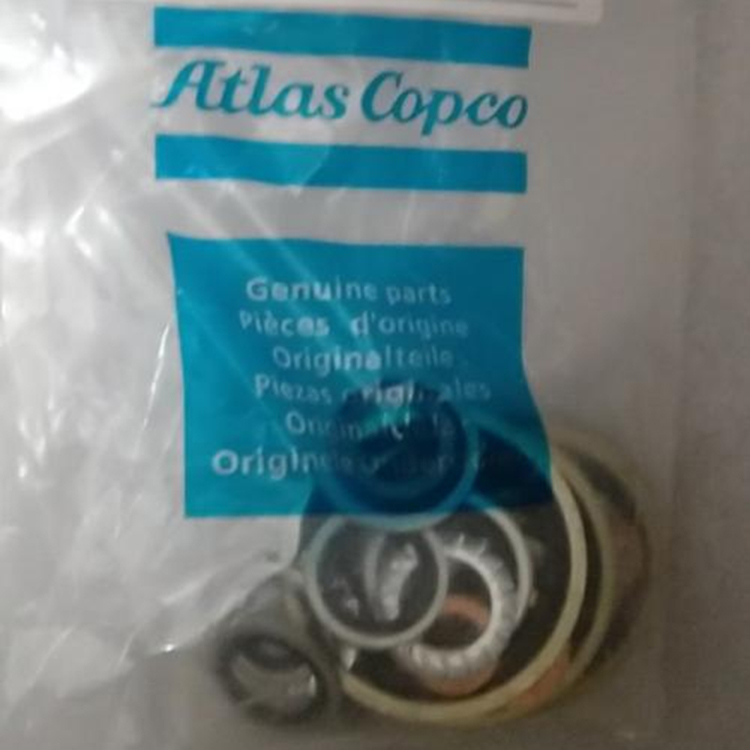 Atlas Copco
Genuine parts
Pièces d'origine
Originalteile
Piezas originales